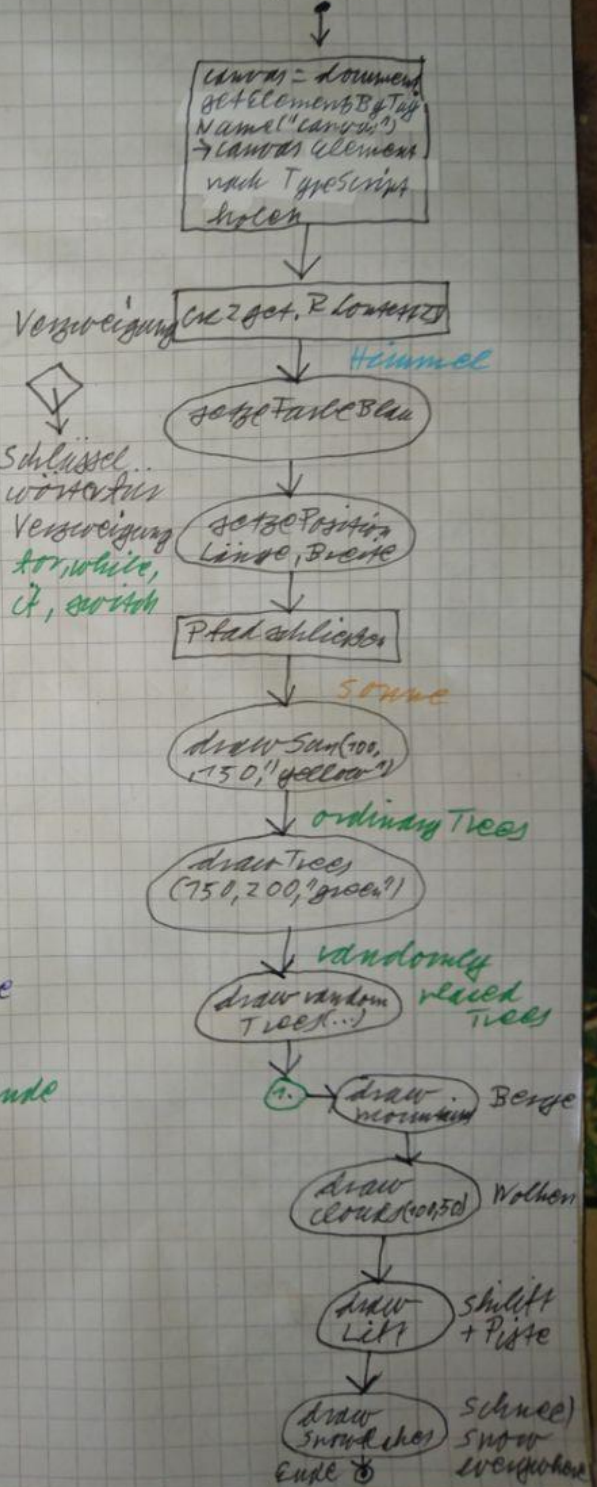 canvas = document
getElementsByTag
Name("canvas")
→ canvas element
nach TypeScript
holen
Verzweigung
Himmel
setzeFarbeBlau
Schlüssel
wörter für
Verzweigung
for, while,
if, switch
setzePosition
Länge, Breite
Pfad schließen
Sonne
drawSun(100,
,150,"yellow")
ordinary Trees
drawTrees
(150,200,"green")
randomly
placed
Trees
draw random
Trees(...)
1.
draw
mountain
Berge
draw
clouds(100,50)
Wolken
draw
Lift
skilift
+ Piste
draw
snowflakes
schnee)
snow
everywhere
Ende